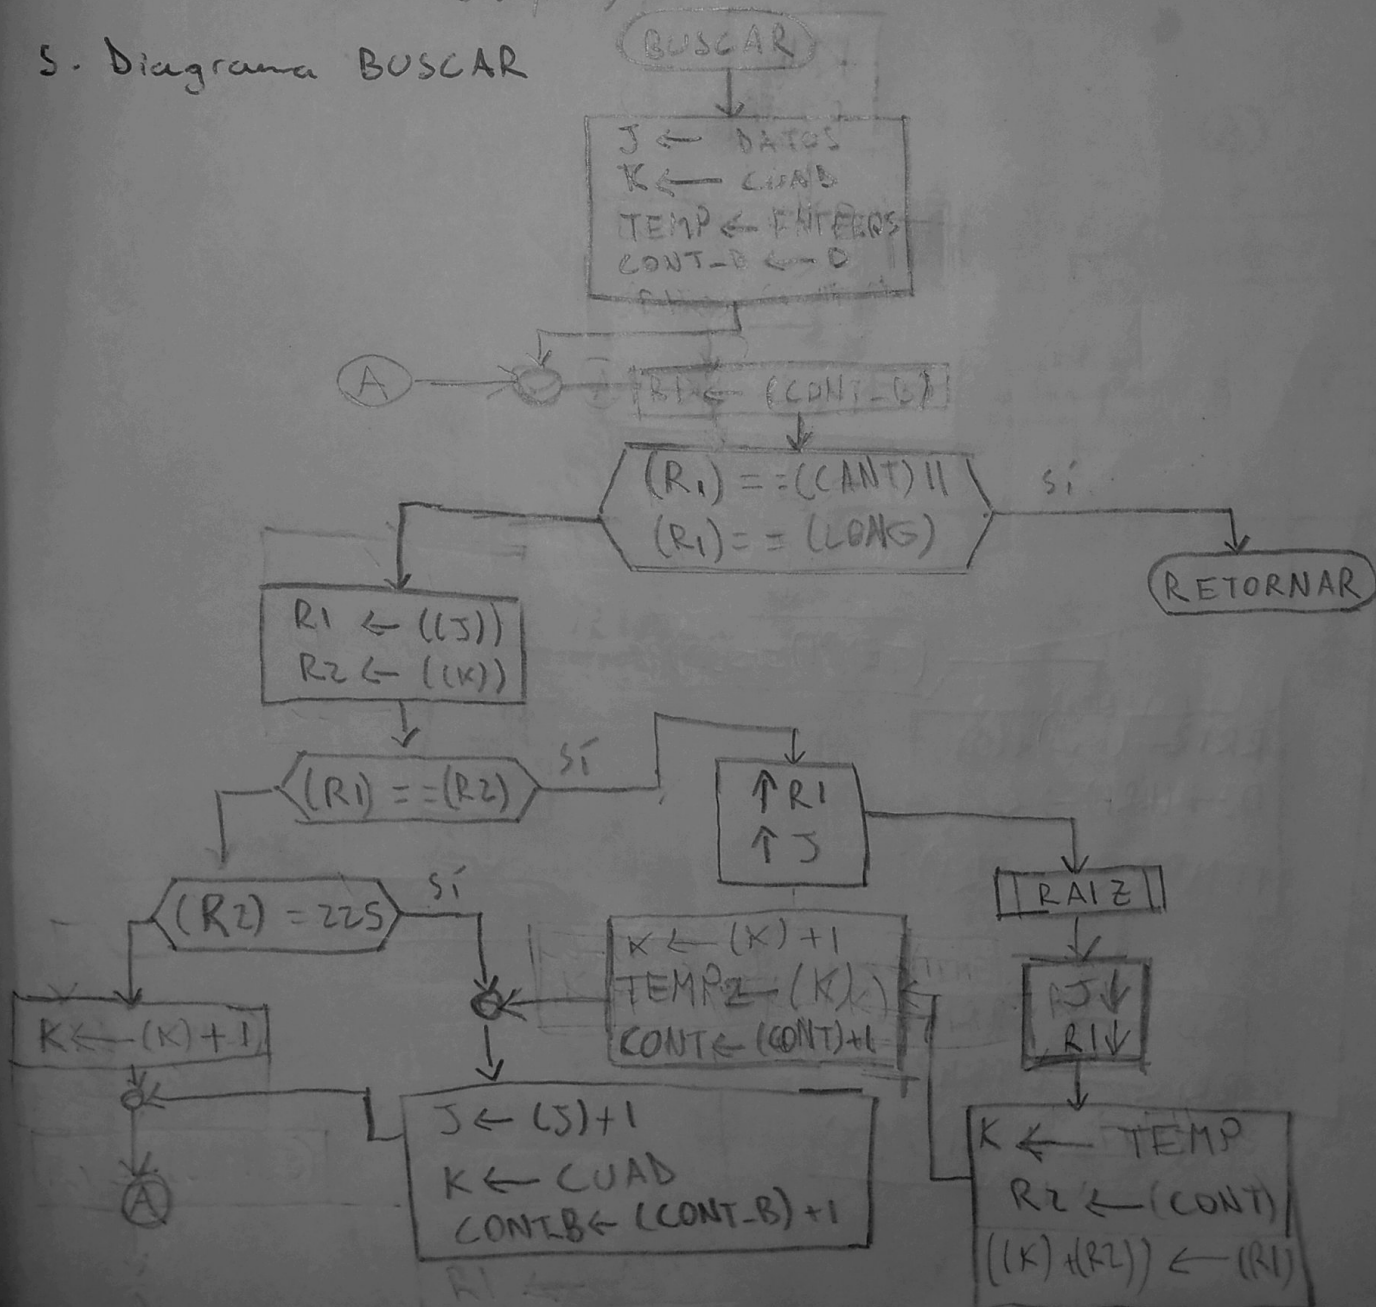 5. Diagrama BUSCAR
BUSCAR
J ← DATOS
K ← CUAD
TEMP ← ENTEROS
CONT_B ← 0
A
R1 ← (CONT_B)
(R1) == (CANT) ||
(R1) == (LONG)
SÍ
RETORNAR
R1 ← ((J))
R2 ← ((K))
(R1) == (R2)
SÍ
↑ R1
↑ J
RAIZ
(R2) = 225
SÍ
K ← (K) + 1
TEMP2 ← (K)
CONT ← (CONT)+1
J ↓
R1 ↓
K ← (K) + 1
J ← (J)+1
K ← CUAD
CONT_B ← (CONT_B) +1
K ← TEMP
R2 ← (CONT)
((K)+(R2)) ← (R1)
A